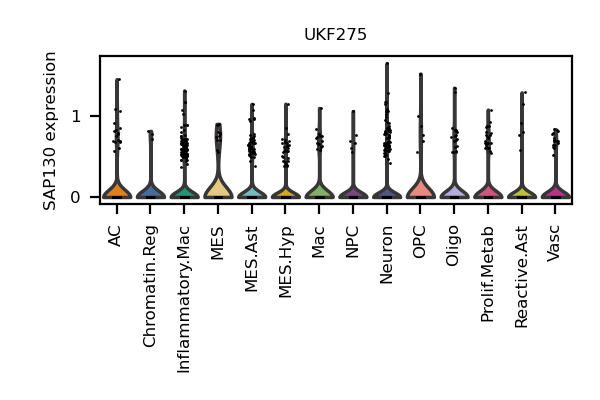 UKF275
SAP130 expression
1
0
AC
Chromatin.Reg
Inflammatory.Mac
MES
MES.Ast
MES.Hyp
Mac
NPC
Neuron
OPC
Oligo
Prolif.Metab
Reactive.Ast
Vasc